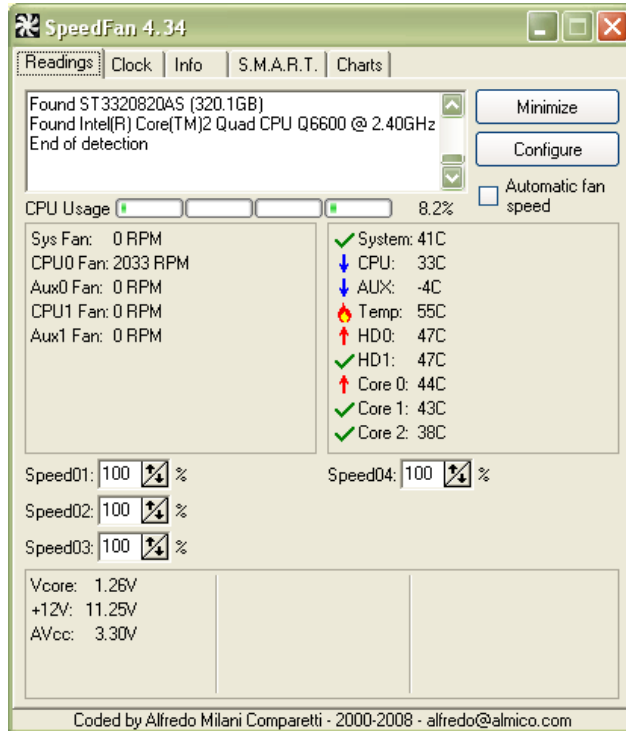 SpeedFan 4.34
Readings Clock Info S.M.A.R.T. Charts
Found ST3320820AS (320.1GB)
Found Intel(R) Core(TM)2 Quad CPU Q6600 @ 2.40GHz
End of detection
Minimize
Configure
Automatic fan
speed
CPU Usage 8.2%
Sys Fan: 0 RPM
CPU0 Fan: 2033 RPM
Aux0 Fan: 0 RPM
CPU1 Fan: 0 RPM
Aux1 Fan: 0 RPM
System: 41C
CPU: 33C
AUX: -4C
Temp: 55C
HD0: 47C
HD1: 47C
Core 0: 44C
Core 1: 43C
Core 2: 38C
Speed01: 100 %
Speed02: 100 %
Speed03: 100 %
Speed04: 100 %
Vcore: 1.26V
+12V: 11.25V
AVcc: 3.30V
Coded by Alfredo Milani Comparetti - 2000-2008 - alfredo@almico.com